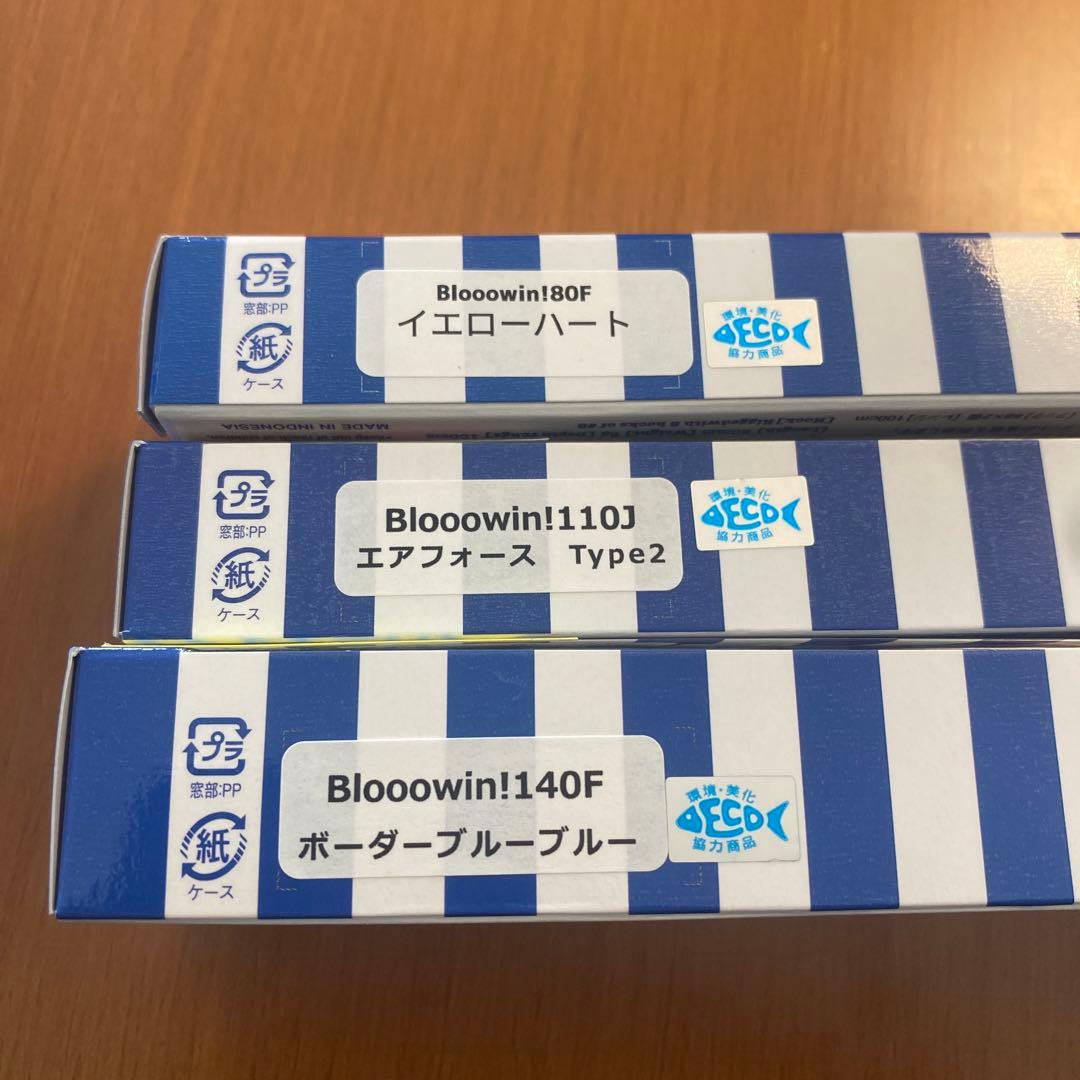 プラ
窓部:PP
紙
ケース
Blooowin!80F
イエローハート
環境・美化
DECO
協力商品
MADE IN INDONESIA
プラ
窓部:PP
紙
ケース
Blooowin!110J
エアフォース Type2
環境・美化
DECO
協力商品
プラ
窓部:PP
紙
ケース
Blooowin!140F
ボーダーブルーブルー
環境・美化
DECO
協力商品